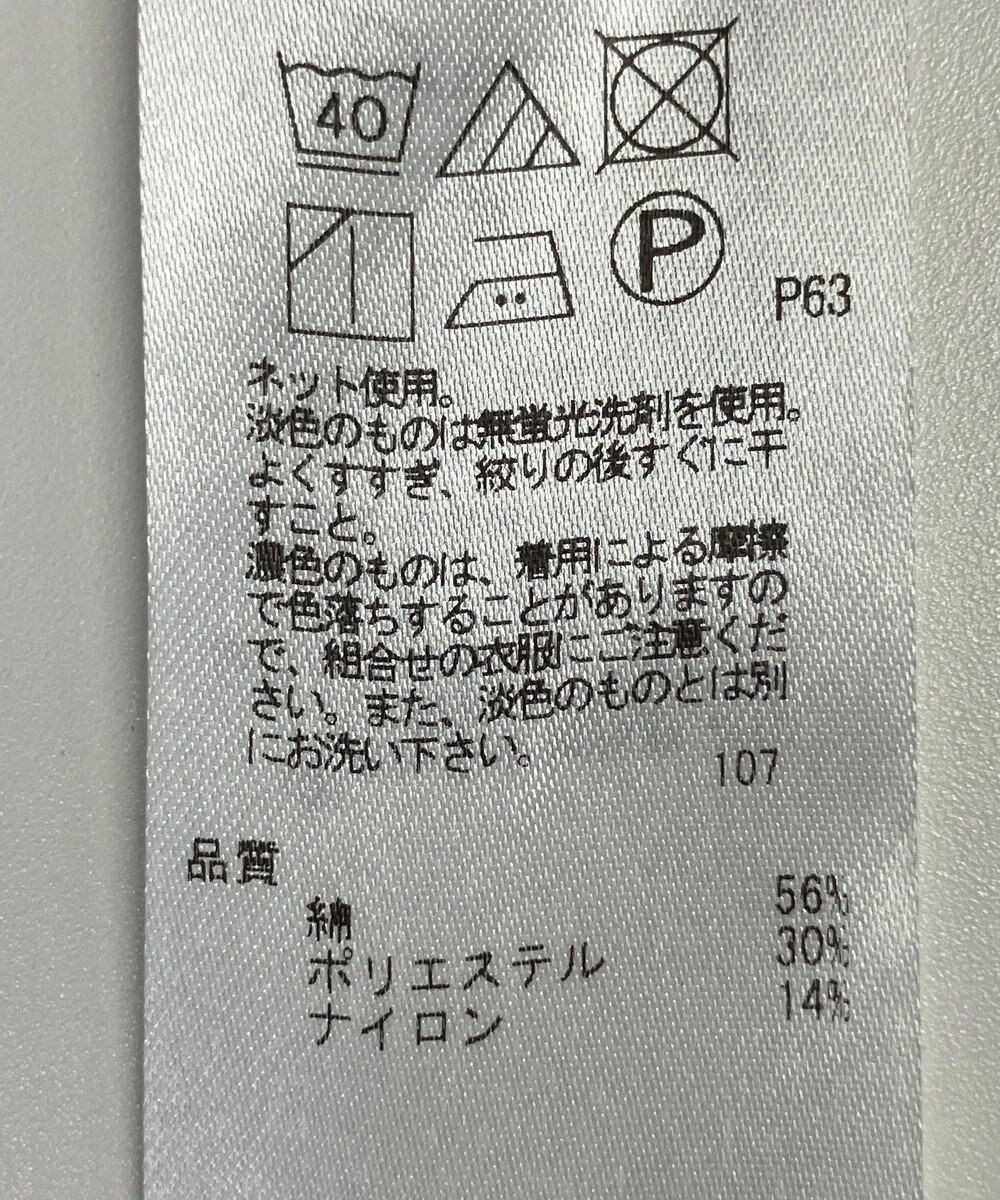 40
P
P63
ネット使用。
淡色のものは無蛍光洗剤を使用。
よくすすぎ、絞りの後すぐに干
すこと。
濃色のものは、着用による摩擦
で色落ちすることがありますの
で、組合せの衣服にご注意くだ
さい。また、淡色のものとは別
にお洗い下さい。
107
品質
綿 56%
ポリエステル 30%
ナイロン 14%